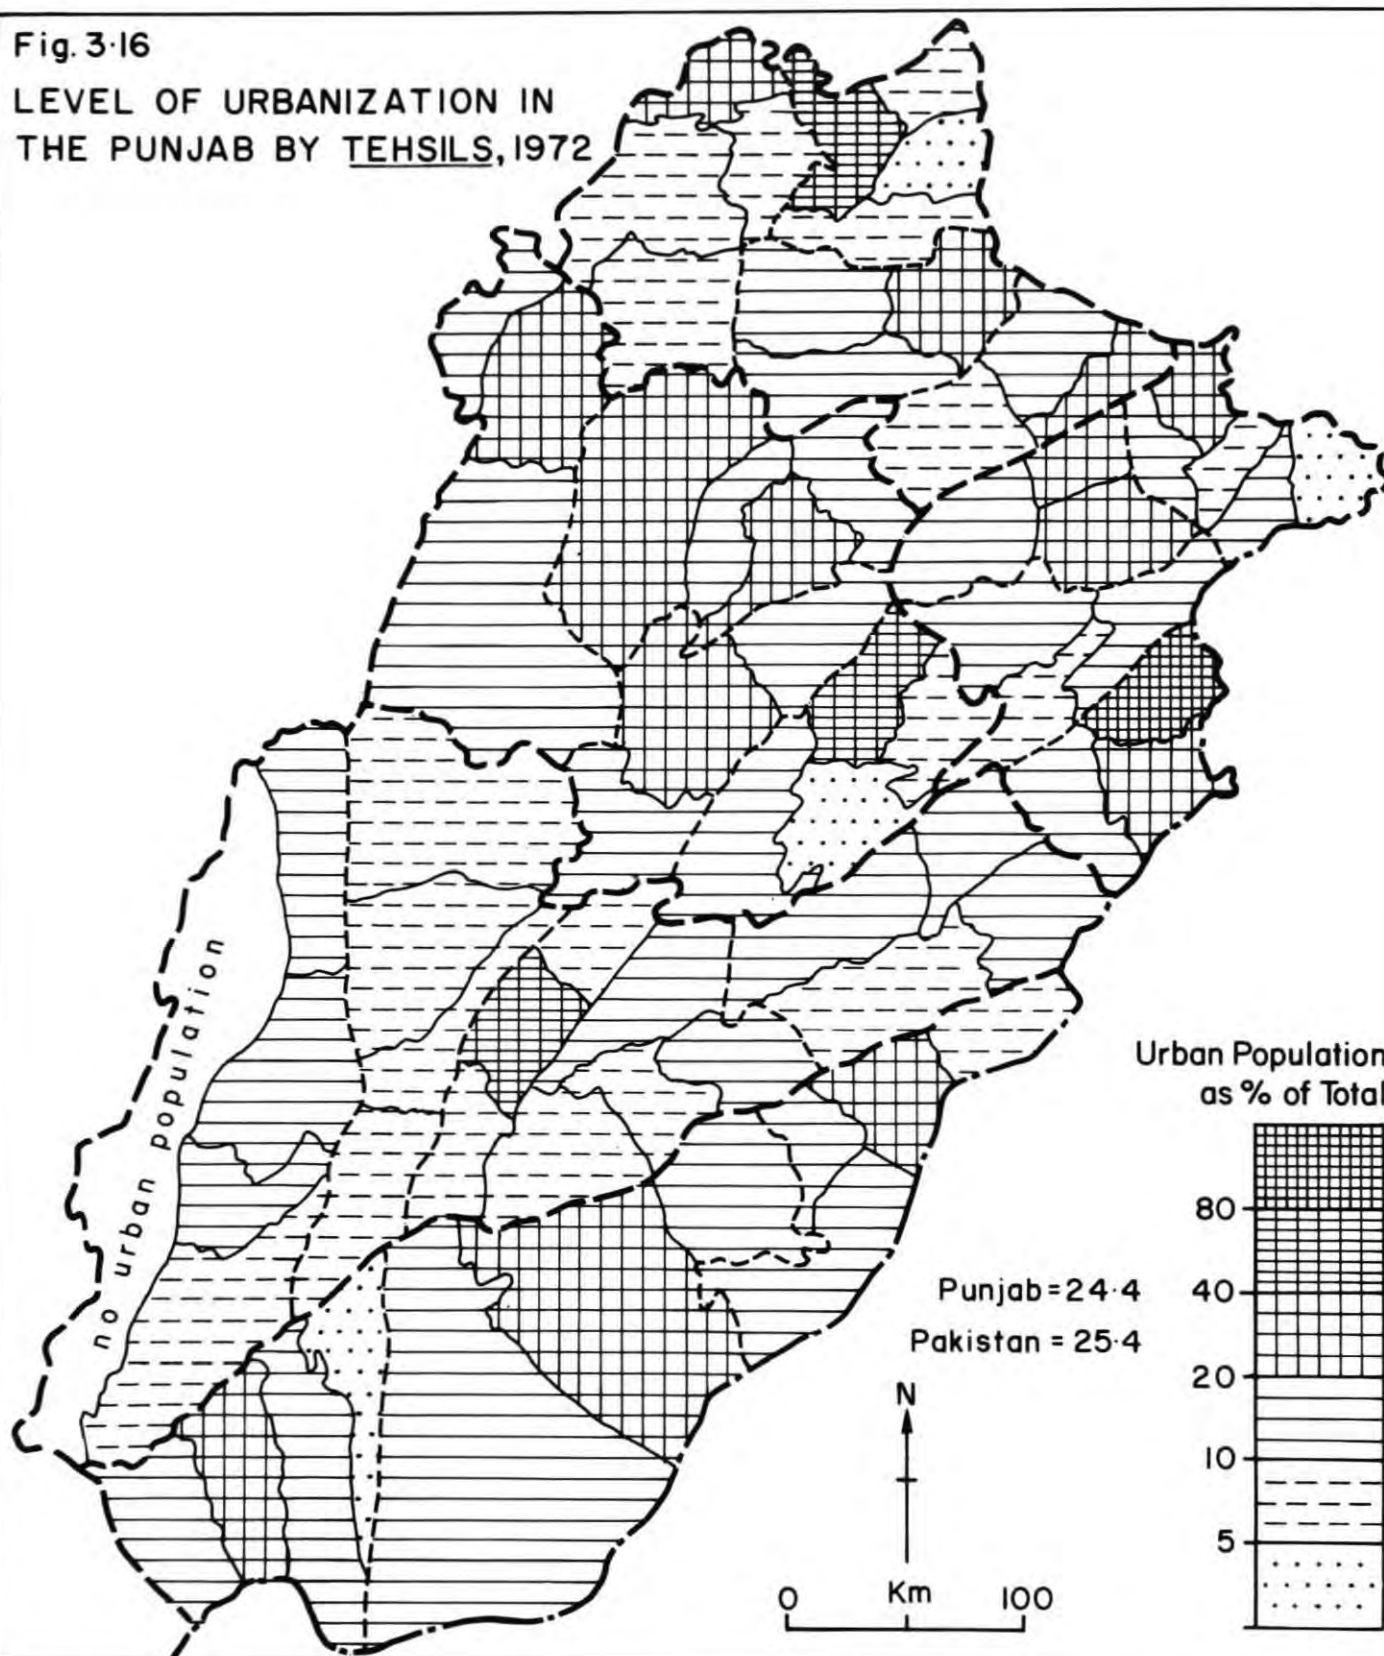 Fig. 3·16
LEVEL OF URBANIZATION IN
THE PUNJAB BY TEHSILS, 1972
no urban population
Urban Population
as % of Total
80
40
20
10
5
Punjab = 24·4
Pakistan = 25·4
N
0 Km 100